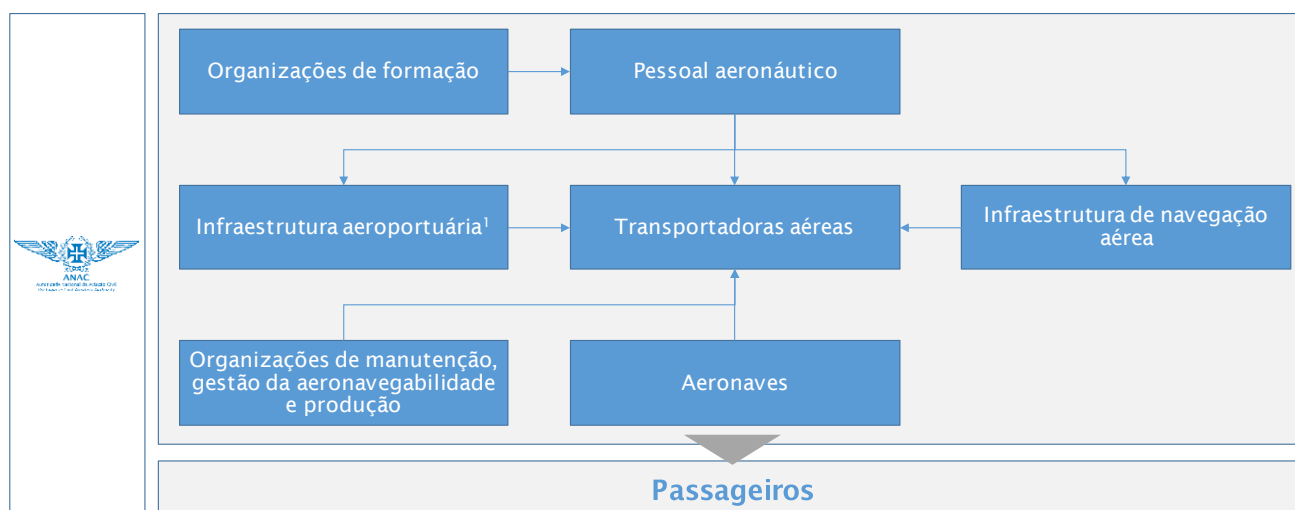 Organizações de formação
Pessoal aeronáutico
Infraestrutura aeroportuária¹
Transportadoras aéreas
Infraestrutura de navegação
aérea
ANAC
Organizações de manutenção,
gestão da aeronavegabilidade
e produção
Aeronaves
Passageiros